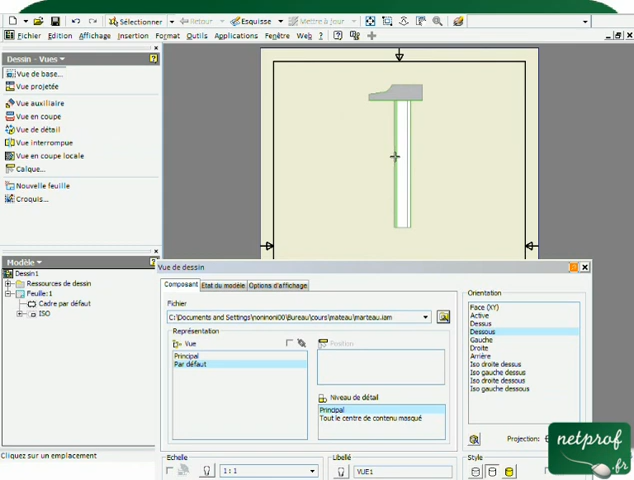 Sélectionner Retour Esquisse Mettre à jour
Fichier Edition Affichage Insertion Format Outils Applications Fenêtre Web ?
Dessin - Vues
Vue de base...
Vue projetée
Vue auxiliaire
Vue en coupe
Vue de détail
Vue interrompue
Vue en coupe locale
Calque...
Nouvelle feuille
Croquis...
Modèle
Dessin1
Ressources de dessin
Feuille:1
Cadre par défaut
ISO
Cliquez sur un emplacement
Vue de dessin
Composant Etat du modèle Options d'affichage
Fichier
C:\Documents and Settings\noninoni00\Bureau\cours\mateau\marteau.iam
Représentation
Vue
Principal
Par défaut
Position
Niveau de détail
Principal
Tout le centre de contenu masqué
Echelle
1 : 1
Libellé
VUE1
Orientation
Face (XY)
Active
Dessus
Dessous
Gauche
Droite
Arrière
Iso droite dessus
Iso gauche dessus
Iso droite dessous
Iso gauche dessous
Projection:
Style
netprof
.fr